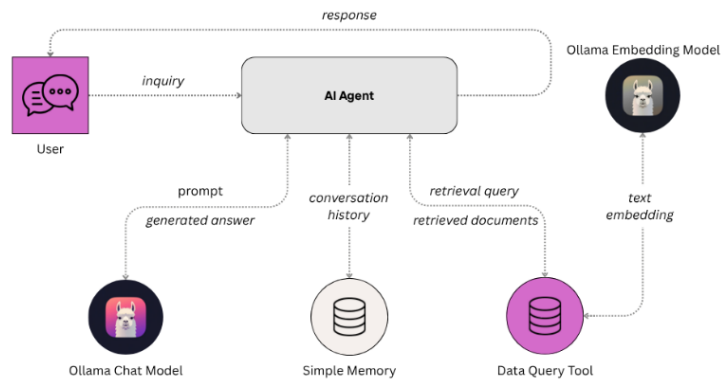 response
Ollama Embedding Model
inquiry
AI Agent
User
prompt
generated answer
conversation
history
retrieval query
retrieved documents
text
embedding
Ollama Chat Model
Simple Memory
Data Query Tool